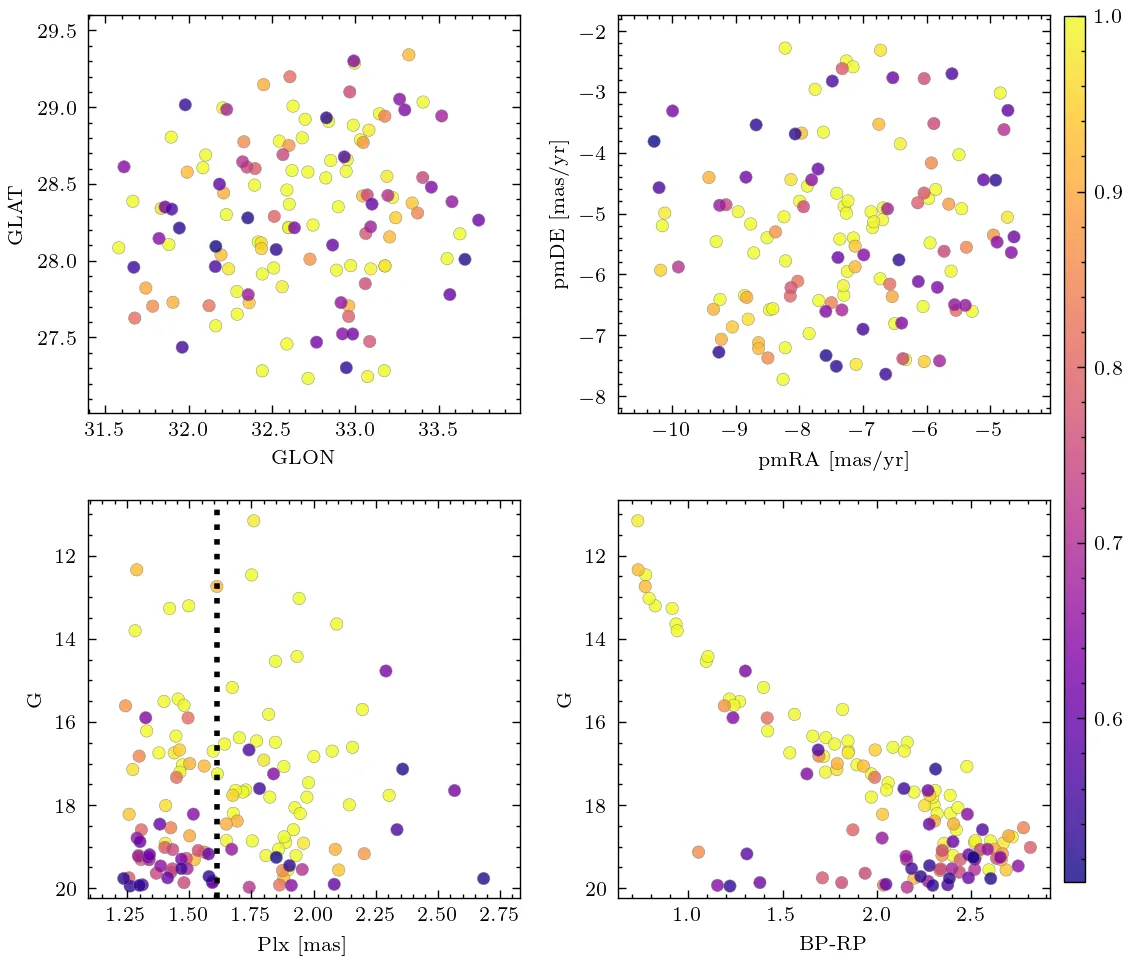 29.5
29.0
28.5
28.0
27.5
GLAT
31.5 32.0 32.5 33.0 33.5
GLON
−2
−3
−4
−5
−6
−7
−8
pmDE [mas/yr]
−10 −9 −8 −7 −6 −5
pmRA [mas/yr]
1.0
0.9
0.8
0.7
0.6
12
14
16
18
20
G
1.25 1.50 1.75 2.00 2.25 2.50 2.75
Plx [mas]
12
14
16
18
20
G
1.0 1.5 2.0 2.5
BP-RP